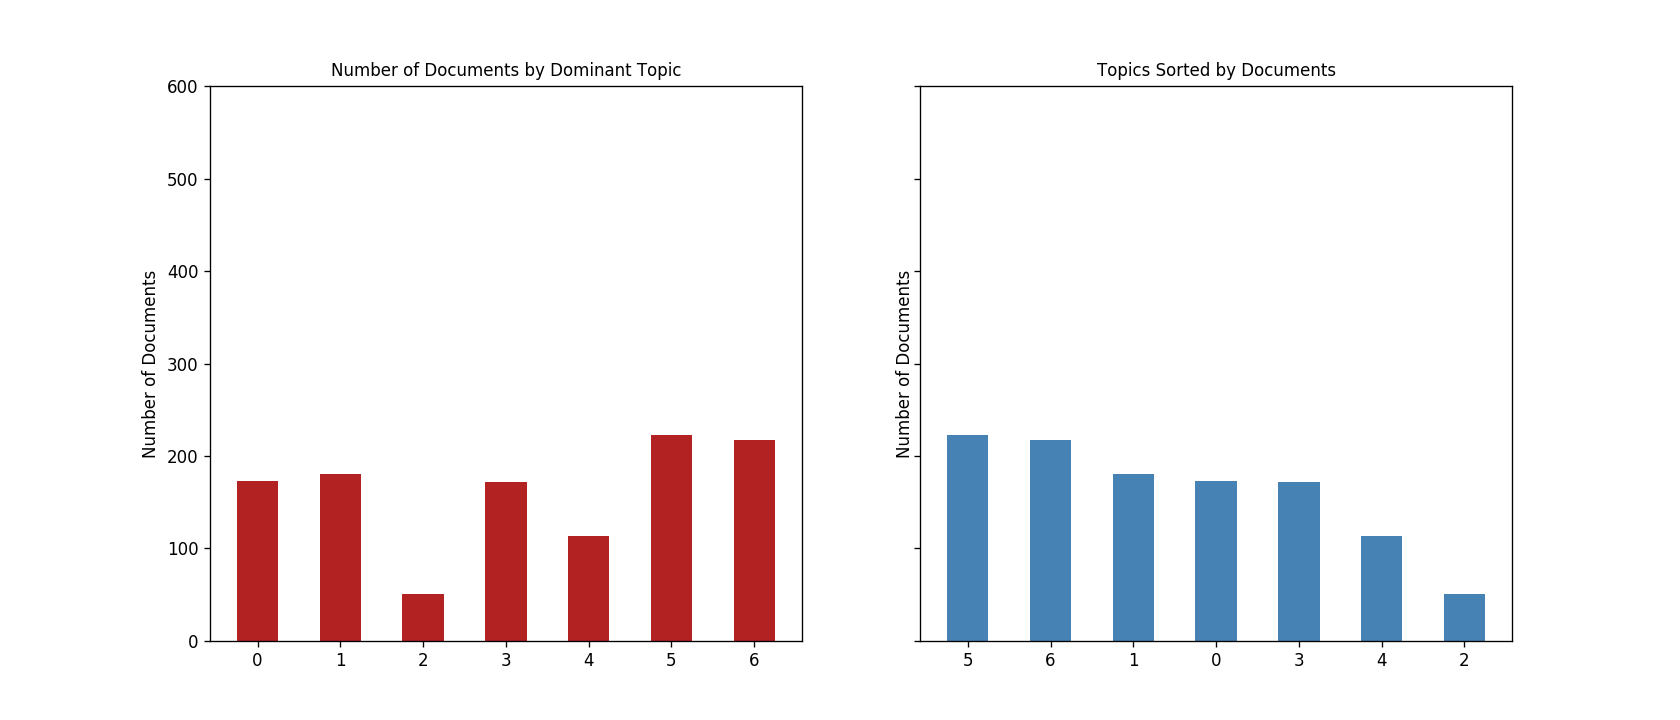 Number of Documents by Dominant Topic
Number of Documents
600
500
400
300
200
100
0
0 1 2 3 4 5 6
Topics Sorted by Documents
Number of Documents
5 6 1 0 3 4 2